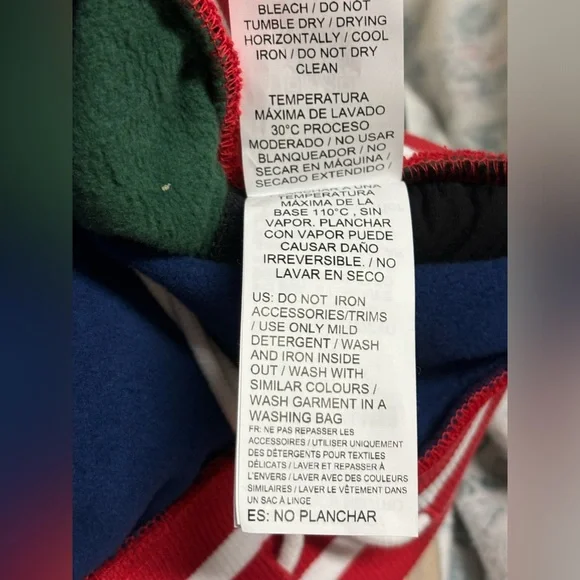 BLEACH / DO NOT
TUMBLE DRY / DRYING
HORIZONTALLY / COOL
IRON / DO NOT DRY
CLEAN
TEMPERATURA
MÁXIMA DE LAVADO
30°C PROCESO
MODERADO / NO USAR
BLANQUEADOR / NO
SECAR EN MÁQUINA /
SECADO EXTENDIDO /
A UNA
TEMPERATURA
MÁXIMA DE LA
BASE 110°C , SIN
VAPOR. PLANCHAR
CON VAPOR PUEDE
CAUSAR DAÑO
IRREVERSIBLE. / NO
LAVAR EN SECO
US: DO NOT IRON
ACCESSORIES/TRIMS
/ USE ONLY MILD
DETERGENT / WASH
AND IRON INSIDE
OUT / WASH WITH
SIMILAR COLOURS /
WASH GARMENT IN A
WASHING BAG
FR: NE PAS REPASSER LES
ACCESSOIRES / UTILISER UNIQUEMENT
DES DÉTERGENTS POUR TEXTILES
DÉLICATS / LAVER ET REPASSER À
L'ENVERS / LAVER AVEC DES COULEURS
SIMILAIRES / LAVER LE VÊTEMENT DANS
UN SAC À LINGE
ES: NO PLANCHAR